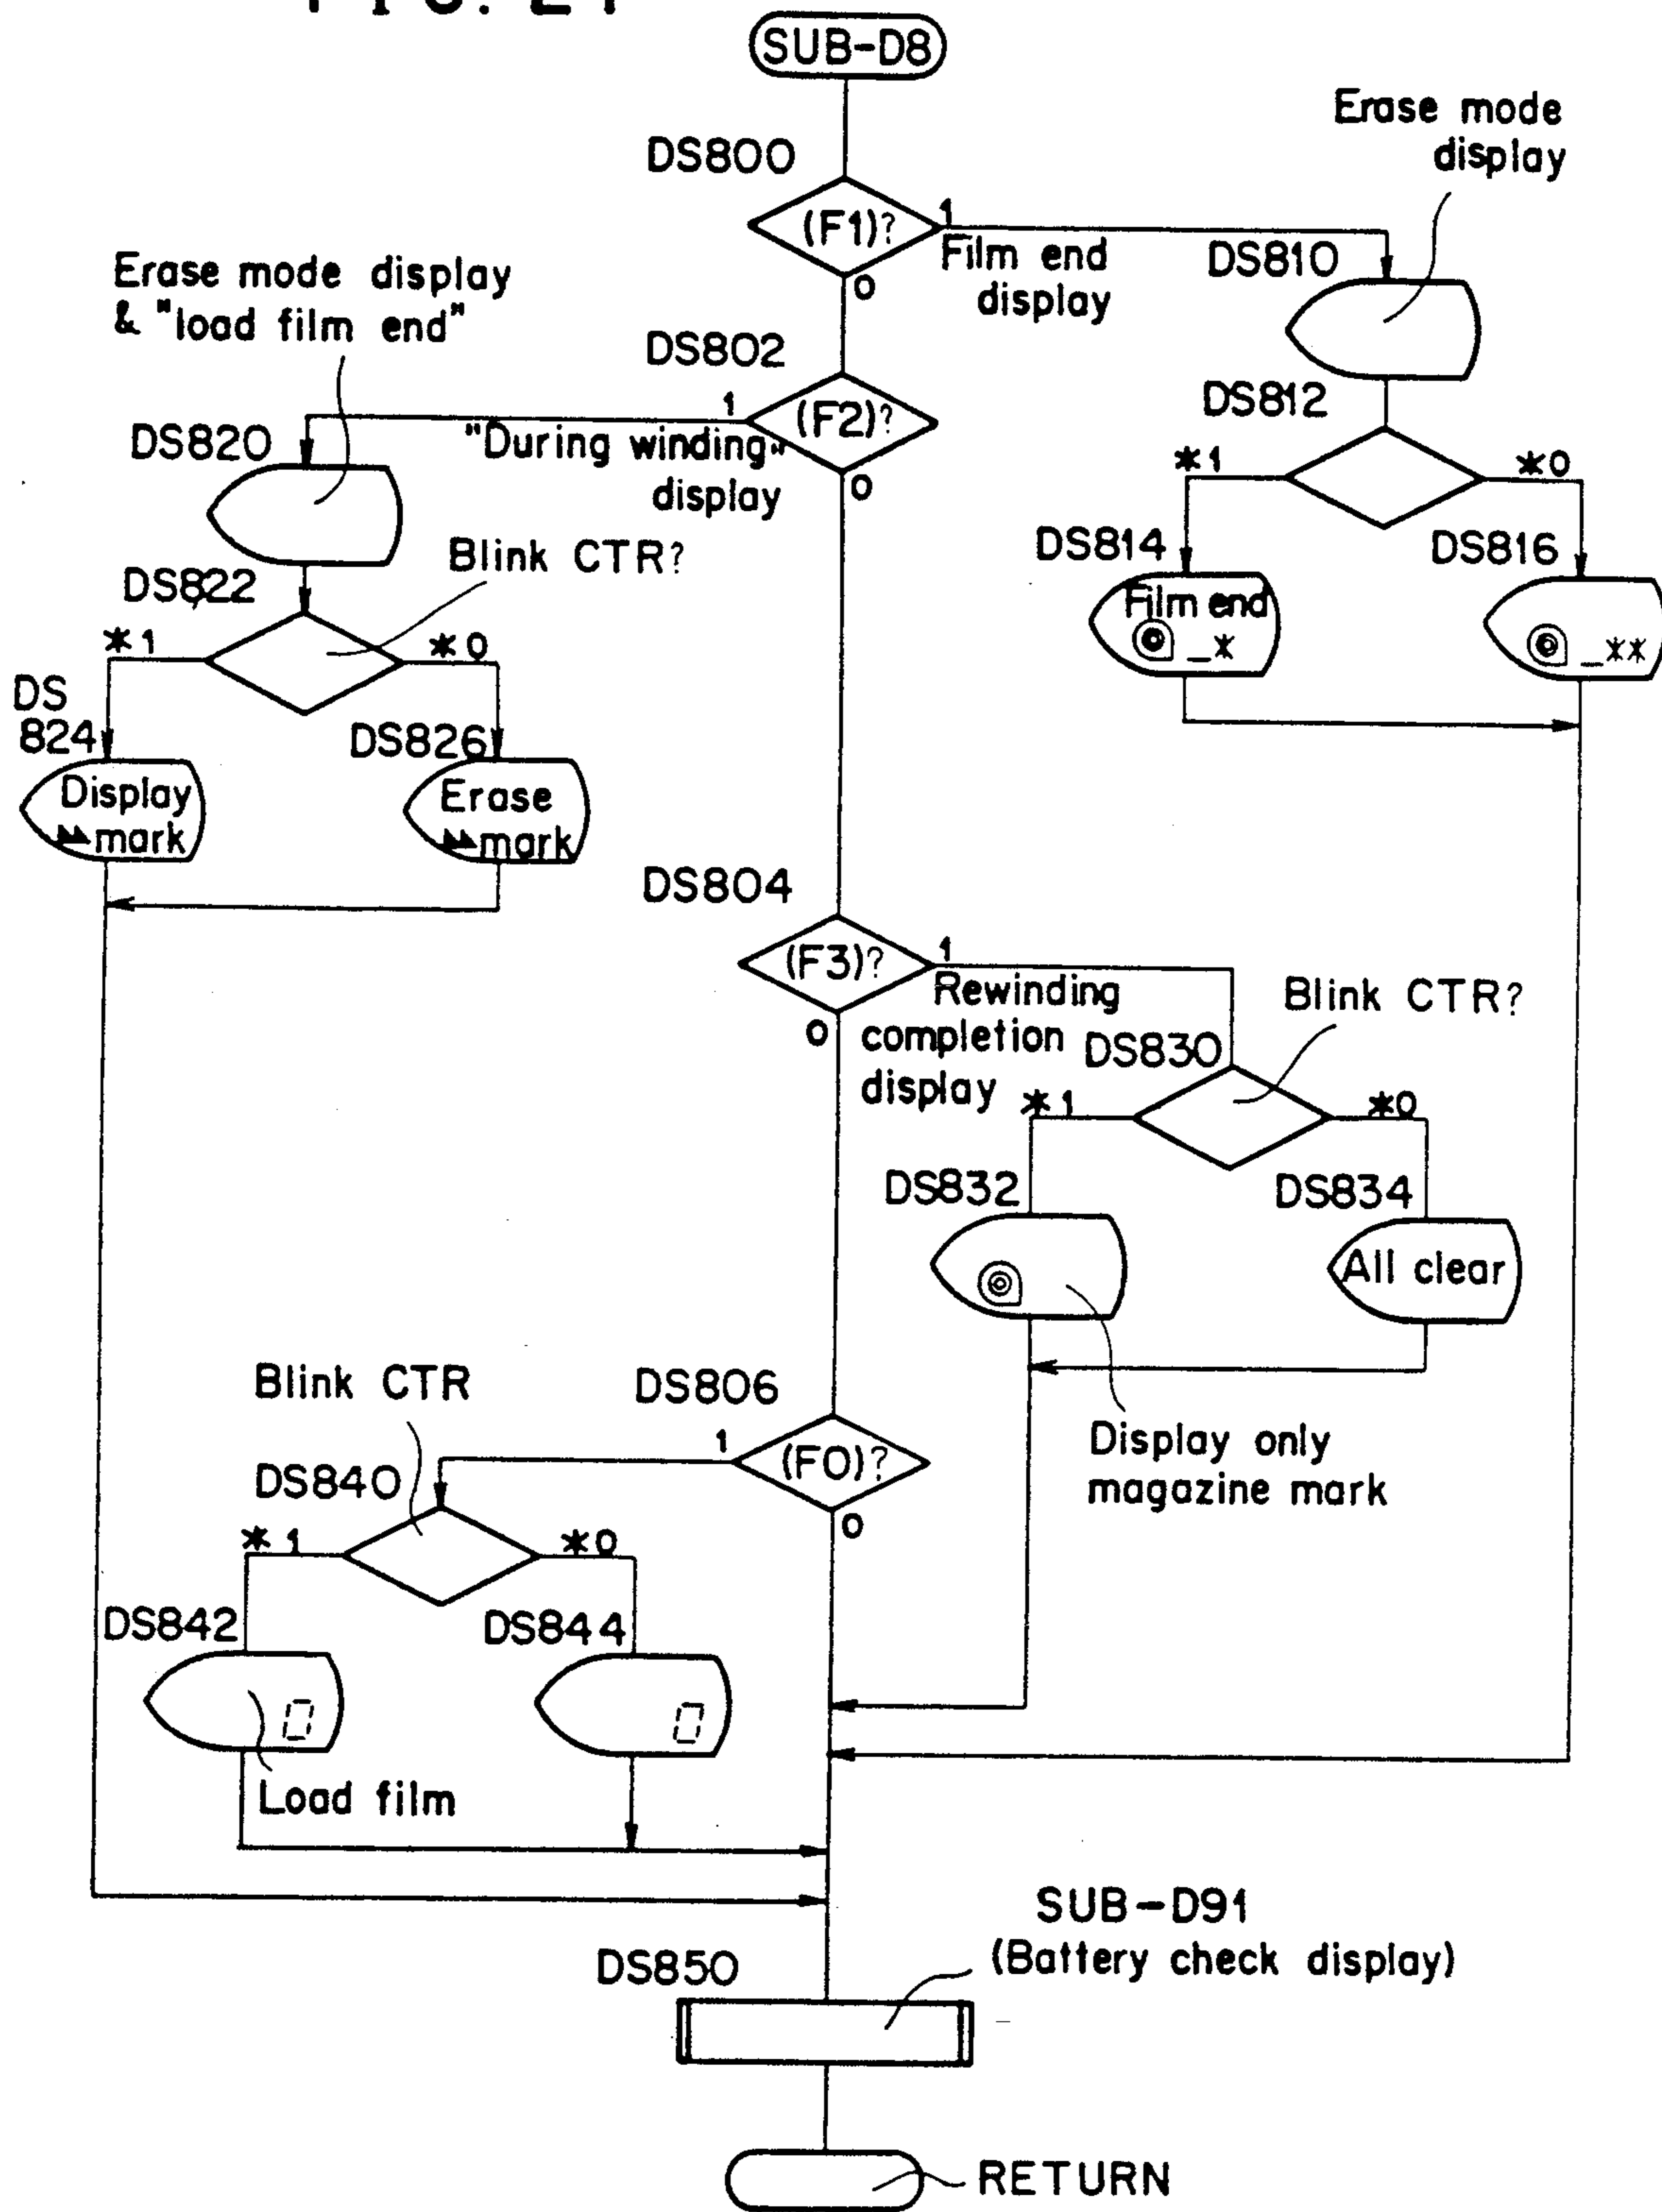 SUB-D8
DS800
(F1)?
1
0
Film end
display
Erase mode
display
DS810
DS812
*1
*0
DS814
Film end
_*
DS816
_**
DS802
(F2)?
1
0
"During winding"
display
Erase mode display
& "load film end"
DS820
DS822
Blink CTR?
*1
*0
DS
824
Display
mark
DS826
Erase
mark
DS804
(F3)?
1
0
Rewinding
completion
display
DS830
Blink CTR?
*1
*0
DS832
DS834
All clear
Display only
magazine mark
DS806
(F0)?
1
0
Blink CTR
DS840
*1
*0
DS842
0
DS844
0
Load film
SUB-D91
(Battery check display)
DS850
RETURN